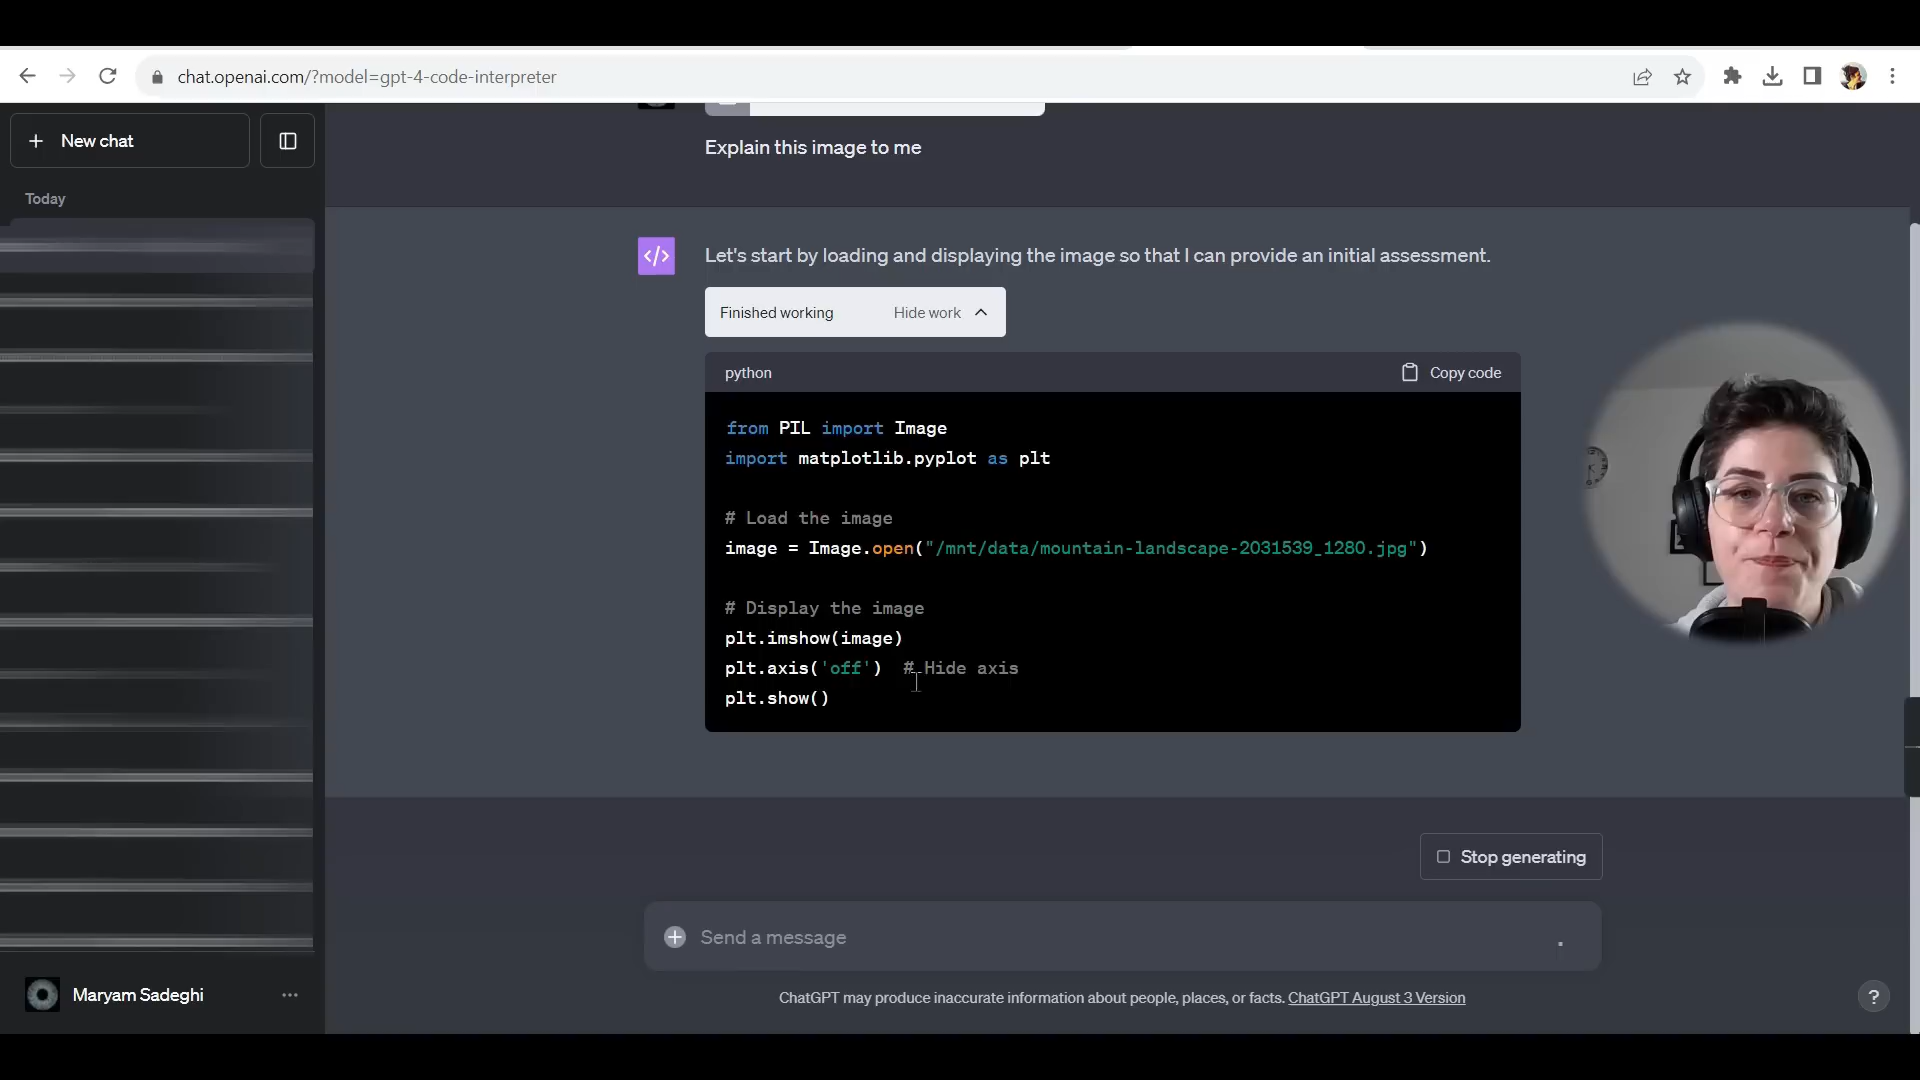 chat.openai.com/?model=gpt-4-code-interpreter
New chat
Today
Explain this image to me
</>
Let's start by loading and displaying the image so that I can provide an initial assessment.
Finished working Hide work
python Copy code
from PIL import Image
import matplotlib.pyplot as plt
# Load the image
image = Image.open("/mnt/data/mountain-landscape-2031539_1280.jpg")
# Display the image
plt.imshow(image)
plt.axis('off') # Hide axis
plt.show()
Stop generating
Send a message
Maryam Sadeghi
ChatGPT may produce inaccurate information about people, places, or facts. ChatGPT August 3 Version
?